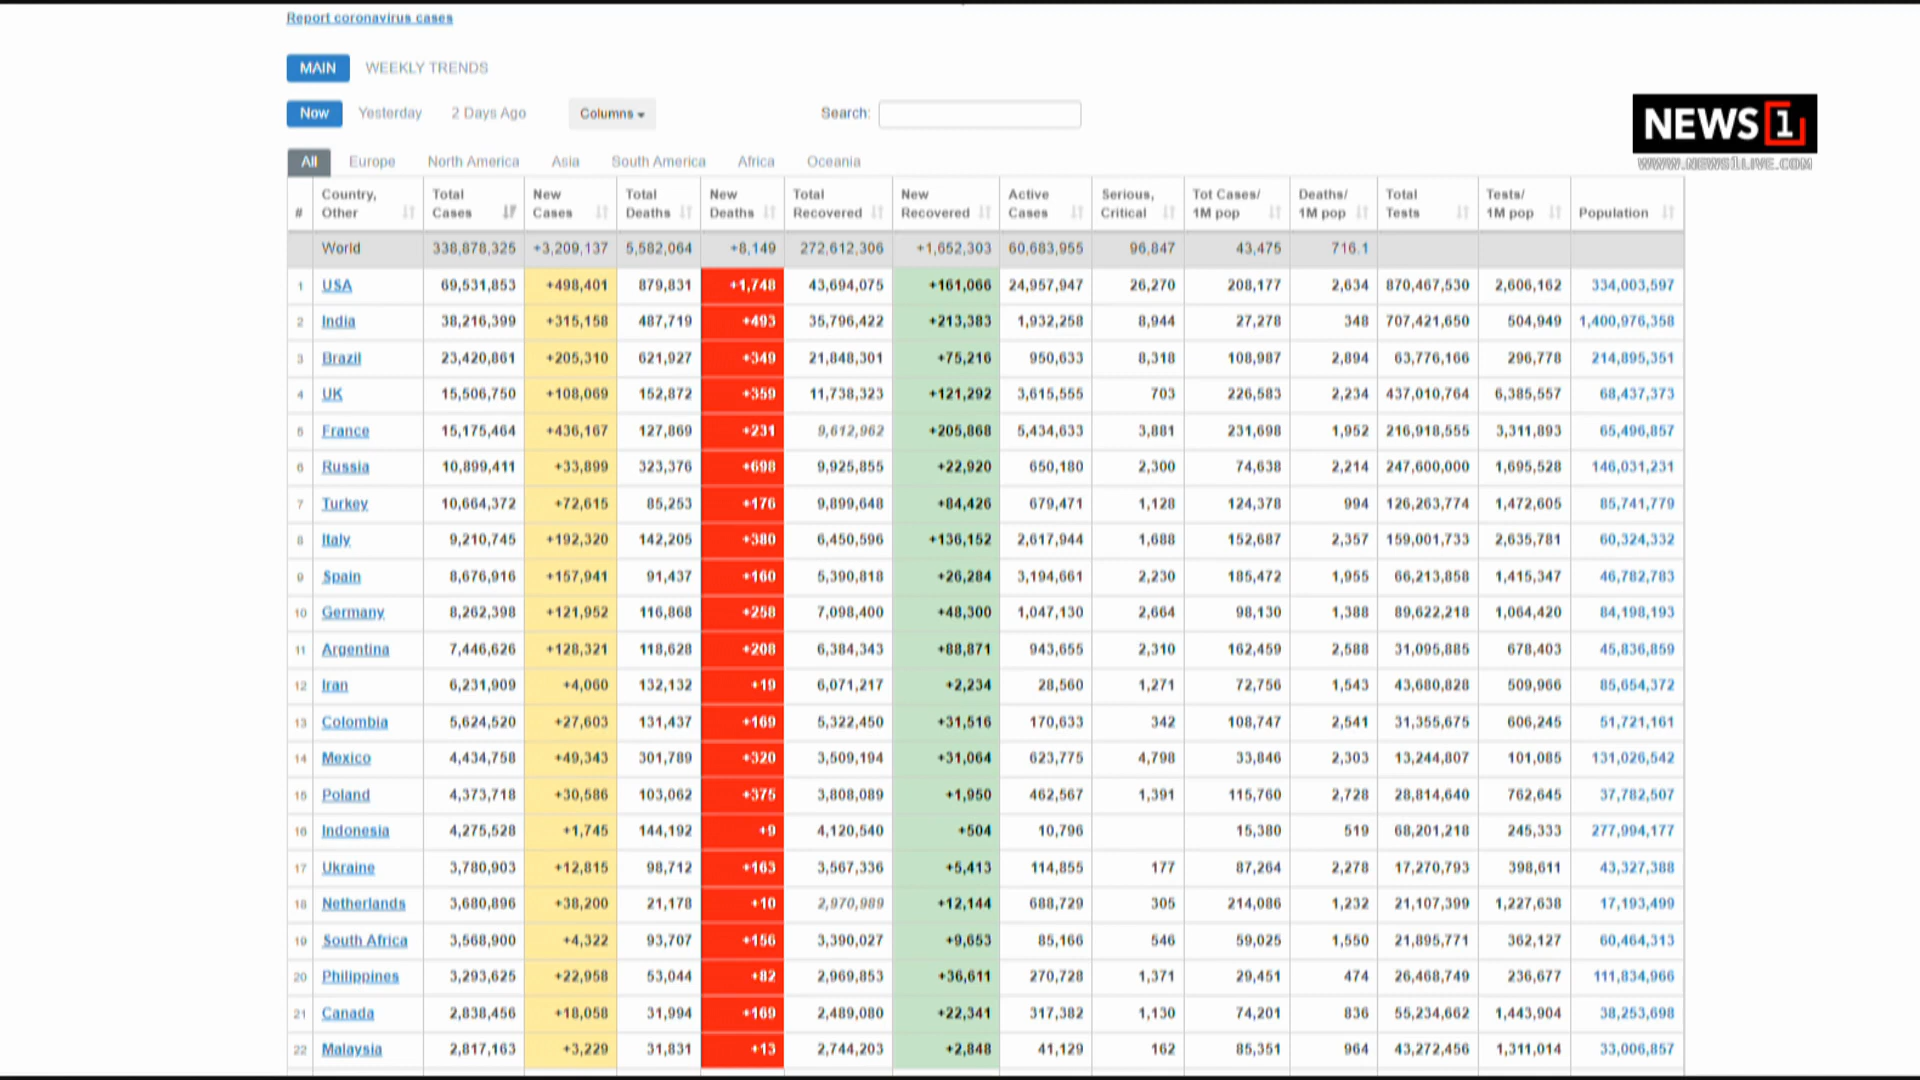 Report coronavirus cases
MAIN WEEKLY TRENDS
Now Yesterday 2 Days Ago Columns Search:
NEWS 1
WWW.NEWS1LIVE.COM
All Europe North America Asia South America Africa Oceania
# Country, Other Total Cases New Cases Total Deaths New Deaths Total Recovered New Recovered Active Cases Serious, Critical Tot Cases/ 1M pop Deaths/ 1M pop Total Tests Tests/ 1M pop Population
World 338,878,325 +3,209,137 5,582,064 +8,149 272,612,306 +1,652,303 60,683,955 96,847 43,475 716.1
1 USA 69,531,853 +498,401 879,831 +1,748 43,694,075 +161,066 24,957,947 26,270 208,177 2,634 870,467,530 2,606,162 334,003,597
2 India 38,216,399 +315,158 487,719 +493 35,796,422 +213,383 1,932,258 8,944 27,278 348 707,421,650 504,949 1,400,976,358
3 Brazil 23,420,861 +205,310 621,927 +349 21,848,301 +75,216 950,633 8,318 108,987 2,894 63,776,166 296,778 214,895,351
4 UK 15,506,750 +108,069 152,872 +359 11,738,323 +121,292 3,615,555 703 226,583 2,234 437,010,764 6,385,557 68,437,373
5 France 15,175,464 +436,167 127,869 +231 9,612,962 +205,868 5,434,633 3,881 231,698 1,952 216,918,555 3,311,893 65,496,857
6 Russia 10,899,411 +33,899 323,376 +698 9,925,855 +22,920 650,180 2,300 74,638 2,214 247,600,000 1,695,528 146,031,231
7 Turkey 10,664,372 +72,615 85,253 +176 9,899,648 +84,426 679,471 1,128 124,378 994 126,263,774 1,472,605 85,741,779
8 Italy 9,210,745 +192,320 142,205 +380 6,450,596 +136,152 2,617,944 1,688 152,687 2,357 159,001,733 2,635,781 60,324,332
9 Spain 8,676,916 +157,941 91,437 +160 5,390,818 +26,284 3,194,661 2,230 185,472 1,955 66,213,858 1,415,347 46,782,783
10 Germany 8,262,398 +121,952 116,868 +258 7,098,400 +48,300 1,047,130 2,664 98,130 1,388 89,622,218 1,064,420 84,198,193
11 Argentina 7,446,626 +128,321 118,628 +208 6,384,343 +88,871 943,655 2,310 162,459 2,588 31,095,885 678,403 45,836,859
12 Iran 6,231,909 +4,060 132,132 +19 6,071,217 +2,234 28,560 1,271 72,756 1,543 43,680,828 509,966 85,654,372
13 Colombia 5,624,520 +27,603 131,437 +169 5,322,450 +31,516 170,633 342 108,747 2,541 31,355,675 606,245 51,721,161
14 Mexico 4,434,758 +49,343 301,789 +320 3,509,194 +31,064 623,775 4,798 33,846 2,303 13,244,807 101,085 131,026,542
15 Poland 4,373,718 +30,586 103,062 +375 3,808,089 +1,950 462,567 1,391 115,760 2,728 28,814,640 762,645 37,782,507
16 Indonesia 4,275,528 +1,745 144,192 +9 4,120,540 +504 10,796 15,380 519 68,201,218 245,333 277,994,177
17 Ukraine 3,780,903 +12,815 98,712 +163 3,567,336 +5,413 114,855 177 87,264 2,278 17,270,793 398,611 43,327,388
18 Netherlands 3,680,896 +38,200 21,178 +10 2,970,989 +12,144 688,729 305 214,086 1,232 21,107,399 1,227,638 17,193,499
19 South Africa 3,568,900 +4,322 93,707 +156 3,390,027 +9,653 85,166 546 59,025 1,550 21,895,771 362,127 60,464,313
20 Philippines 3,293,625 +22,958 53,044 +82 2,969,853 +36,611 270,728 1,371 29,451 474 26,468,749 236,677 111,834,966
21 Canada 2,838,456 +18,058 31,994 +169 2,489,080 +22,341 317,382 1,130 74,201 836 55,234,662 1,443,904 38,253,698
22 Malaysia 2,817,163 +3,229 31,831 +13 2,744,203 +2,848 41,129 162 85,351 964 43,272,456 1,311,014 33,006,857